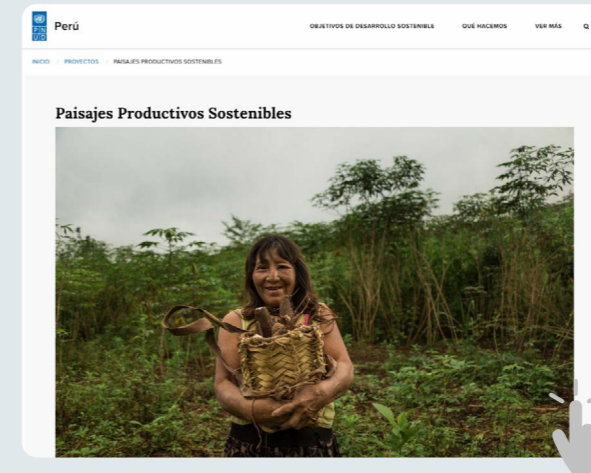 P N
U D
Perú
OBJETIVOS DE DESARROLLO SOSTENIBLE
QUÉ HACEMOS
VER MÁS
INICIO / PROYECTOS / PAISAJES PRODUCTIVOS SOSTENIBLES
Paisajes Productivos Sostenibles